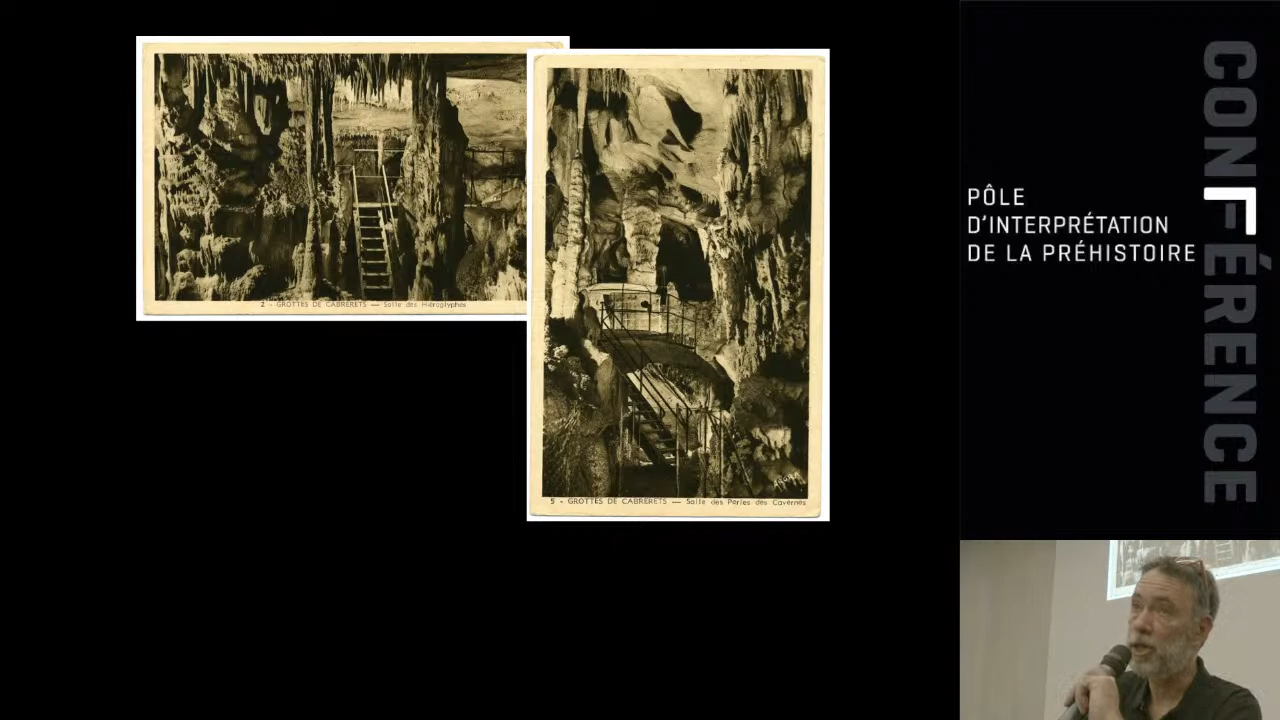 2 - GROTTES DE CABRERETS — Salle des Hiéroglyphes
5 - GROTTES DE CABRERETS — Salle des Perles des Cavernes
PÔLE
D'INTERPRÉTATION
DE LA PRÉHISTOIRE
CONFÉRENCE